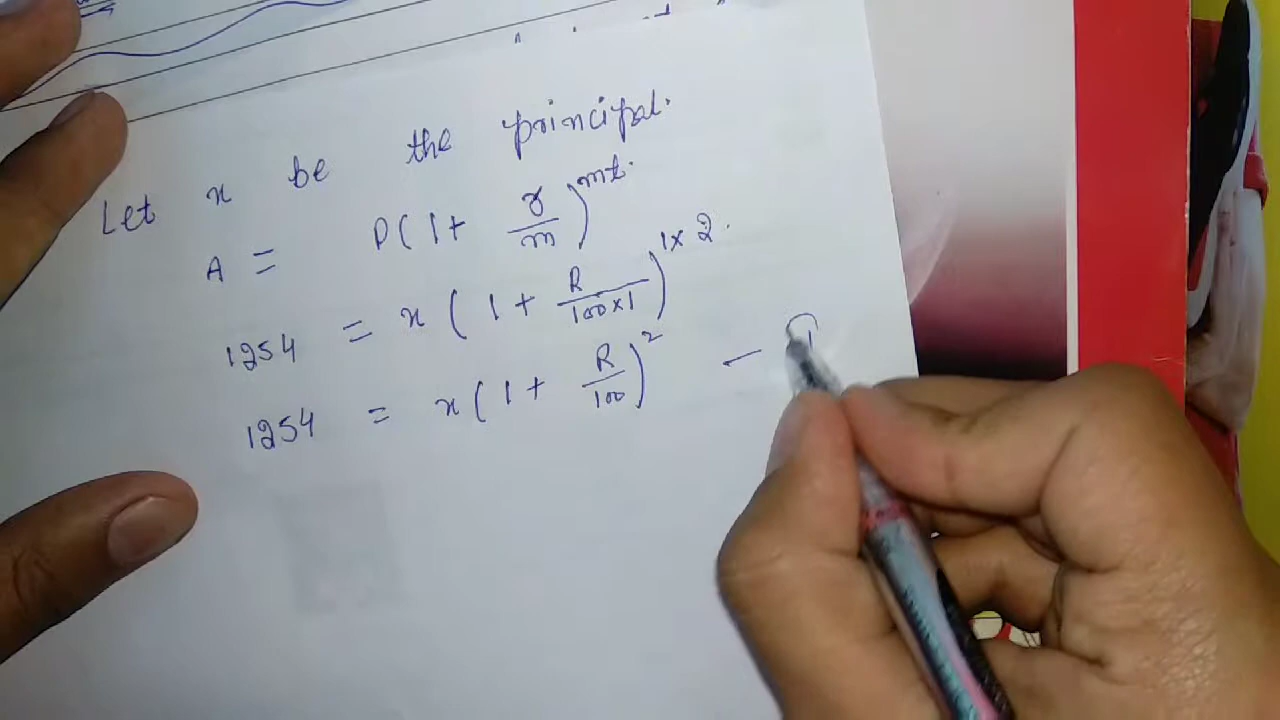 Let x be the principal.
A = P(1 + r/m)^mt.
1254 = x(1 + R/100×1)^1×2.
1254 = x(1 + R/100)^2 — 1